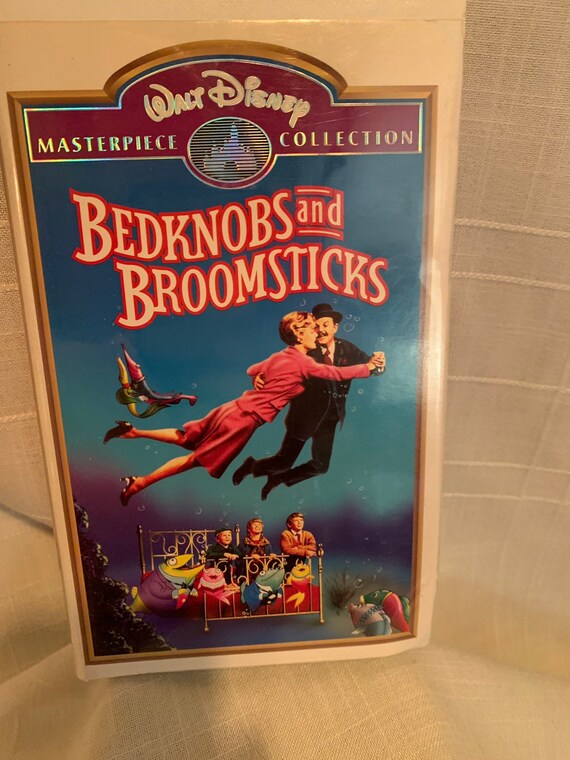 WALT DISNEY
MASTERPIECE COLLECTION
BEDKNOBS and
BROOMSTICKS